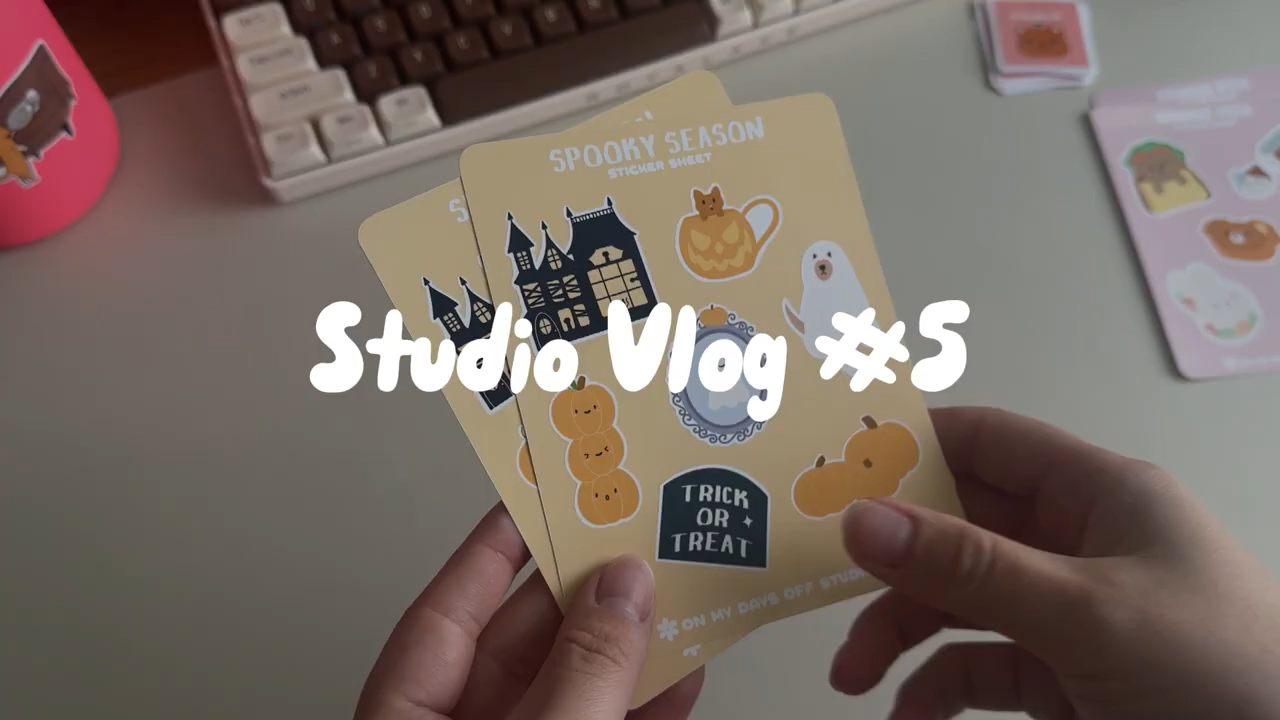 SPOOKY SEASON
STICKER SHEET
Studio Vlog #5
TRICK
OR
TREAT
ON MY DAYS OFF STUDIO